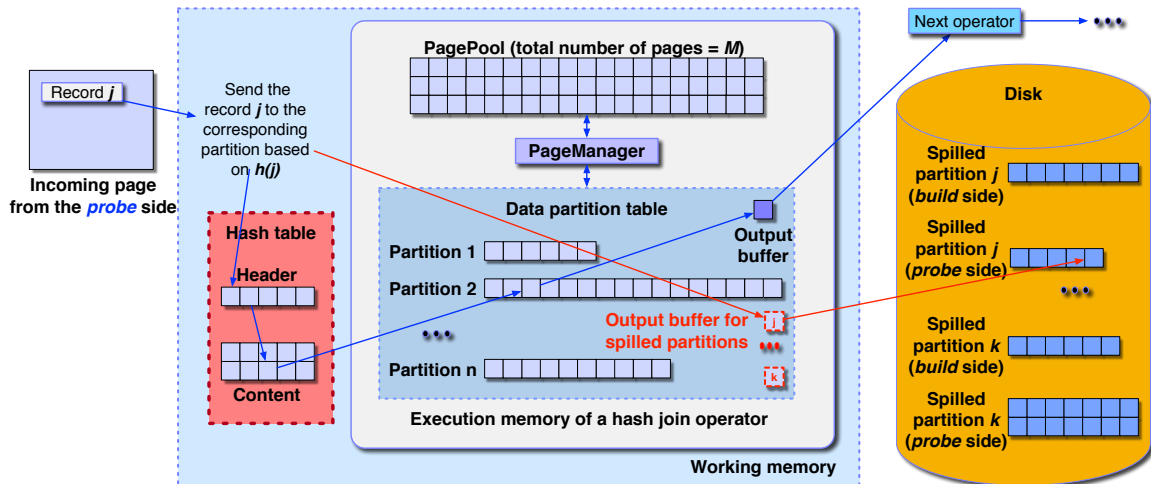 Next operator
PagePool (total number of pages = M)
Record j
Send the
record j to the
corresponding
partition based
on h(j)
Disk
PageManager
Incoming page
from the probe side
Spilled
partition j
(build side)
Data partition table
Output
buffer
Hash table
Header
Content
Partition 1
Partition 2
Partition n
Spilled
partition j
(probe side)
Output buffer for
spilled partitions
j
k
Spilled
partition k
(build side)
Spilled
partition k
(probe side)
Execution memory of a hash join operator
Working memory